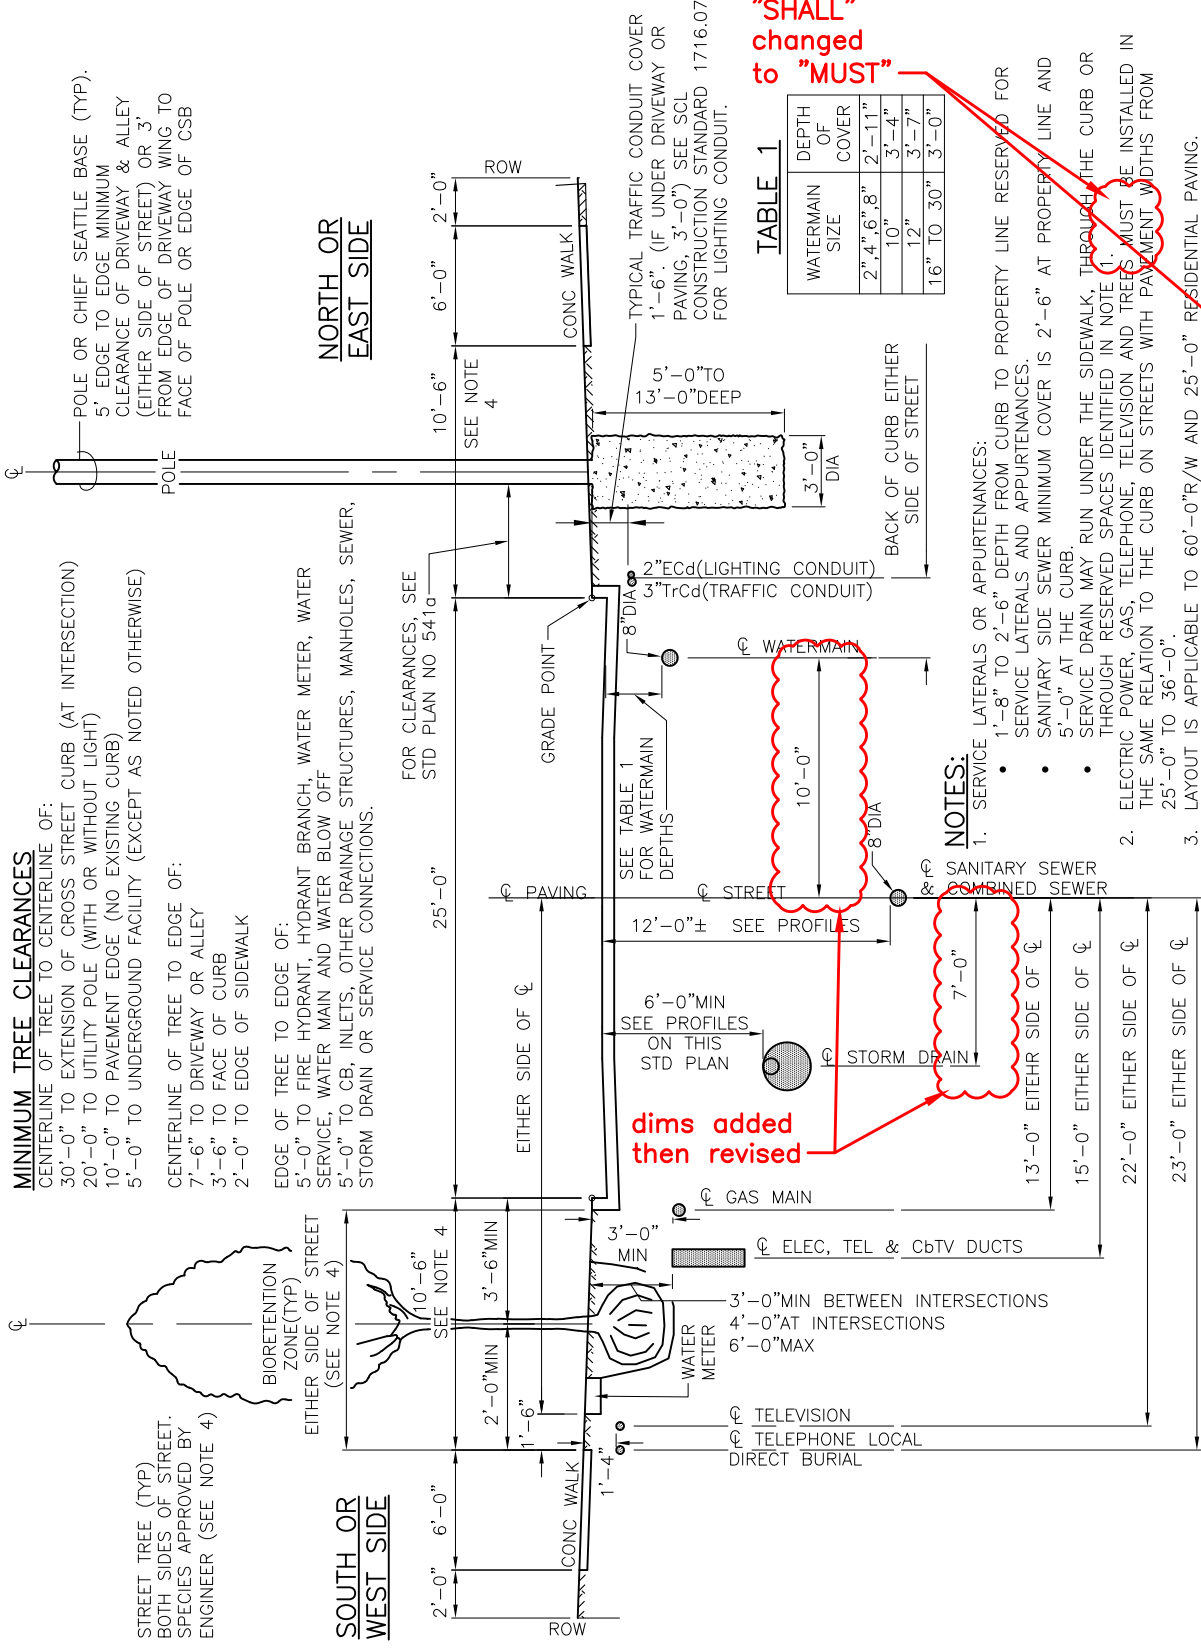 MINIMUM TREE CLEARANCES
CENTERLINE OF TREE TO CENTERLINE OF:
30'-0" TO EXTENSION OF CROSS STREET CURB (AT INTERSECTION)
20'-0" TO UTILITY POLE (WITH OR WITHOUT LIGHT)
10'-0" TO PAVEMENT EDGE (NO EXISTING CURB)
5'-0" TO UNDERGROUND FACILITY (EXCEPT AS NOTED OTHERWISE)
CENTERLINE OF TREE TO EDGE OF:
7'-6" TO DRIVEWAY OR ALLEY
3'-6" TO FACE OF CURB
2'-0" TO EDGE OF SIDEWALK
EDGE OF TREE TO EDGE OF:
5'-0" TO FIRE HYDRANT, HYDRANT BRANCH, WATER METER, WATER
SERVICE, WATER MAIN AND WATER BLOW OFF
5'-0" TO CB, INLETS, OTHER DRAINAGE STRUCTURES, MANHOLES, SEWER,
STORM DRAIN OR SERVICE CONNECTIONS.
POLE OR CHIEF SEATTLE BASE (TYP).
5' EDGE TO EDGE MINIMUM
CLEARANCE OF DRIVEWAY & ALLEY
(EITHER SIDE OF STREET) OR 3'
FROM EDGE OF DRIVEWAY WING TO
FACE OF POLE OR EDGE OF CSB
℄
POLE
STREET TREE (TYP)
BOTH SIDES OF STREET.
SPECIES APPROVED BY
ENGINEER (SEE NOTE 4)
℄
BIORETENTION
ZONE(TYP)
EITHER SIDE OF STREET
(SEE NOTE 4)
SOUTH OR
WEST SIDE
NORTH OR
EAST SIDE
2'-0"
6'-0"
10'-6"
SEE NOTE 4
25'-0"
10'-6"
SEE NOTE
4
6'-0"
2'-0"
ROW
CONC WALK
1'-6"
2'-0"MIN
3'-6"MIN
EITHER SIDE OF ℄
FOR CLEARANCES, SEE
STD PLAN NO 541a
GRADE POINT
CONC WALK
ROW
1'-4"
WATER
METER
3'-0"
MIN
3'-0"MIN BETWEEN INTERSECTIONS
4'-0"AT INTERSECTIONS
6'-0"MAX
℄ PAVING
℄ STREET
12'-0"±
SEE PROFILES
6'-0"MIN
SEE PROFILES
ON THIS
STD PLAN
SEE TABLE 1
FOR WATERMAIN
DEPTHS
8"DIA
℄ WATERMAIN
10'-0"
2"ECd(LIGHTING CONDUIT)
3"TrCd(TRAFFIC CONDUIT)
5'-0"TO
13'-0"DEEP
3'-0"
DIA
TYPICAL TRAFFIC CONDUIT COVER
1'-6". (IF UNDER DRIVEWAY OR
PAVING, 3'-0") SEE SCL
CONSTRUCTION STANDARD 1716.07
FOR LIGHTING CONDUIT.
BACK OF CURB EITHER
SIDE OF STREET
8"DIA
℄ SANITARY SEWER
& COMBINED SEWER
℄ STORM DRAIN
7'-0"
℄ GAS MAIN
℄ ELEC, TEL & CbTV DUCTS
℄ TELEVISION
℄ TELEPHONE LOCAL
DIRECT BURIAL
13'-0" EITEHR SIDE OF ℄
15'-0" EITHER SIDE OF ℄
22'-0" EITHER SIDE OF ℄
23'-0" EITHER SIDE OF ℄
dims added
then revised
"SHALL"
changed
to "MUST"
TABLE 1
WATERMAIN
SIZE
DEPTH
OF
COVER
2",4",6",8" 2'-11"
10" 3'-4"
12" 3'-7"
16" TO 30" 3'-0"
NOTES:
1. SERVICE LATERALS OR APPURTENANCES:
• 1'-8" TO 2'-6" DEPTH FROM CURB TO PROPERTY LINE RESERVED FOR
SERVICE LATERALS AND APPURTENANCES.
• SANITARY SIDE SEWER MINIMUM COVER IS 2'-6" AT PROPERTY LINE AND
5'-0" AT THE CURB.
• SERVICE DRAIN MAY RUN UNDER THE SIDEWALK, THROUGH THE CURB OR
THROUGH RESERVED SPACES IDENTIFIED IN NOTE 1.
2. ELECTRIC POWER, GAS, TELEPHONE, TELEVISION AND TREES MUST BE INSTALLED IN
THE SAME RELATION TO THE CURB ON STREETS WITH PAVEMENT WIDTHS FROM
25'-0" TO 36'-0".
3. LAYOUT IS APPLICABLE TO 60'-0"R/W AND 25'-0" RESIDENTIAL PAVING.